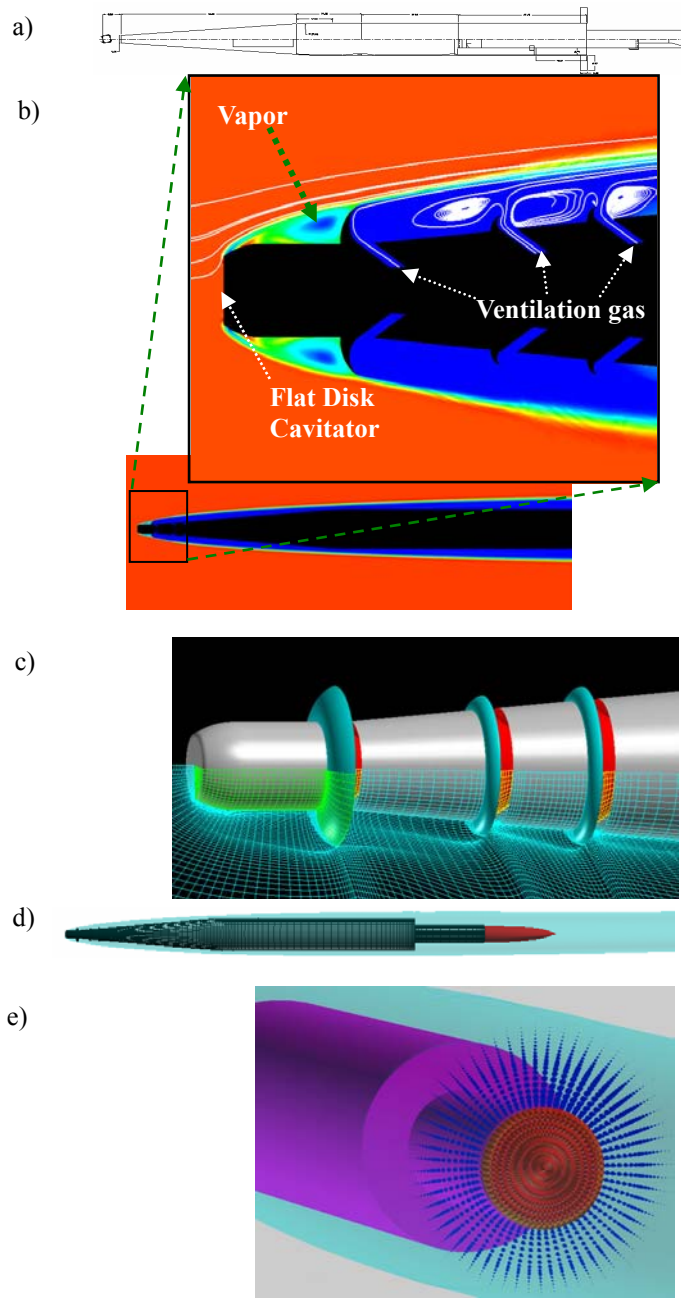 a)
b)
Vapor
Ventilation gas
Flat Disk
Cavitator
c)
d)
e)